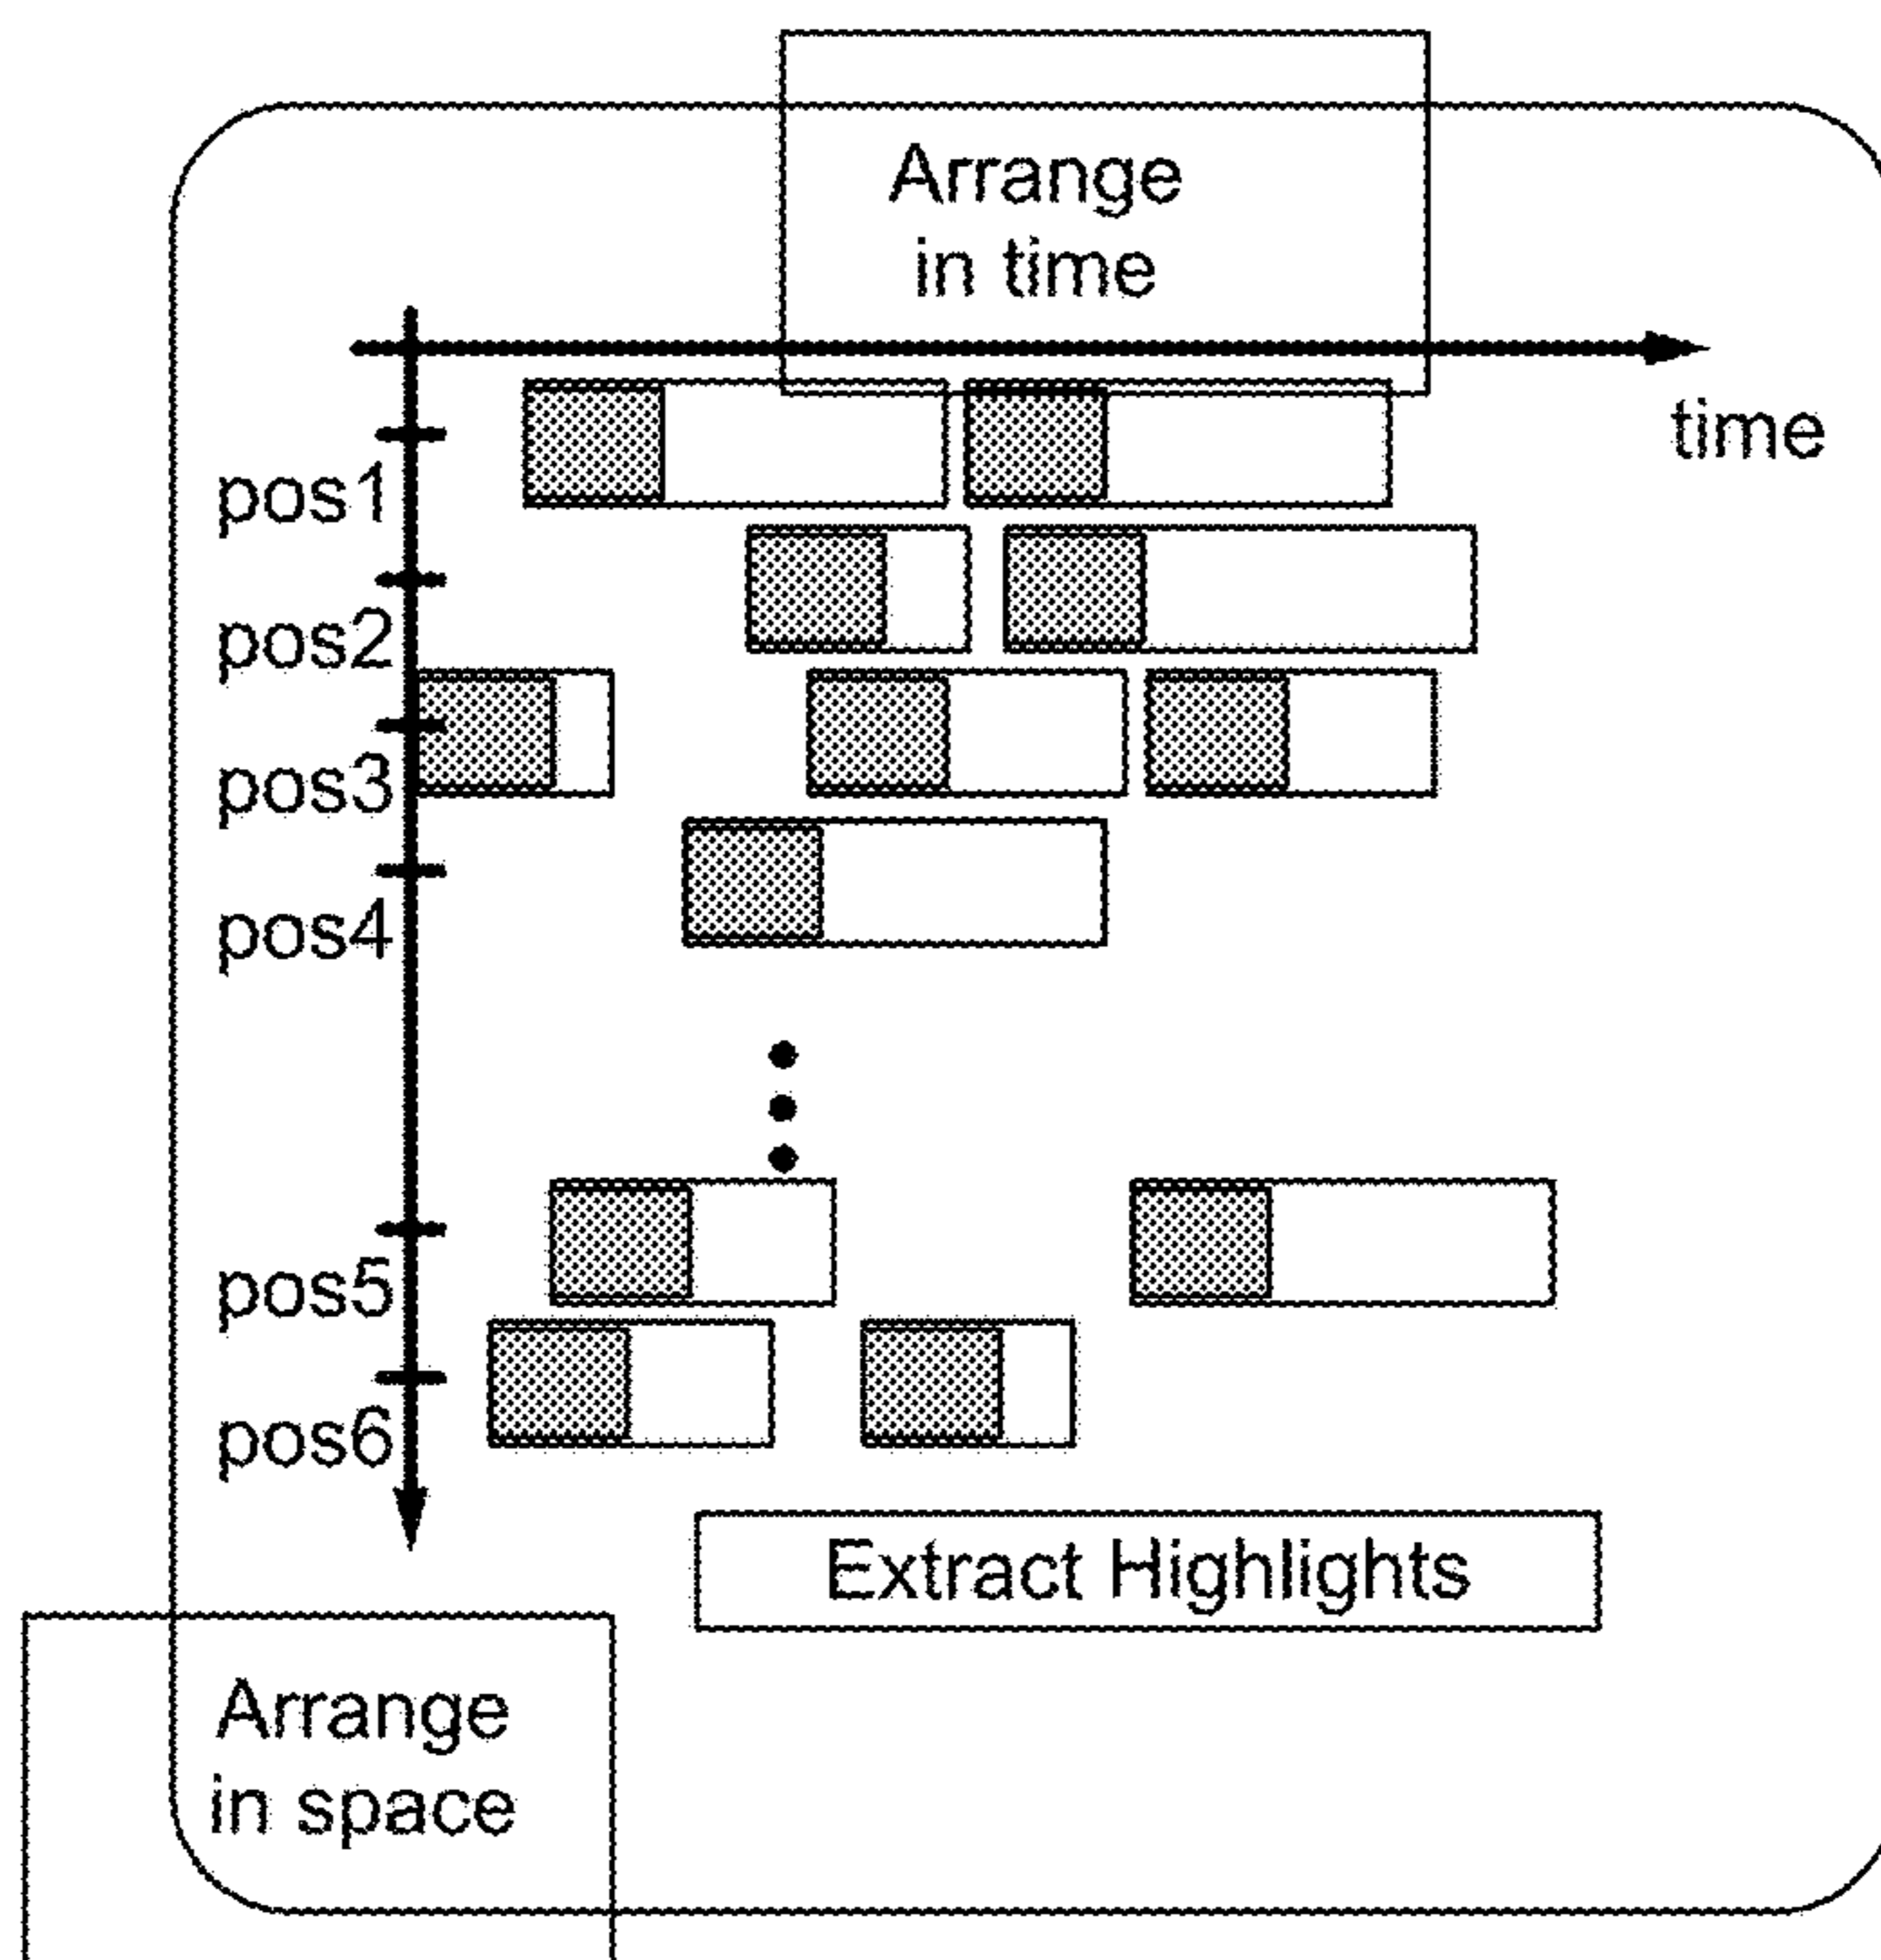 Arrange
in time
time
pos1
pos2
pos3
pos4
pos5
pos6
Extract Highlights
Arrange
in space